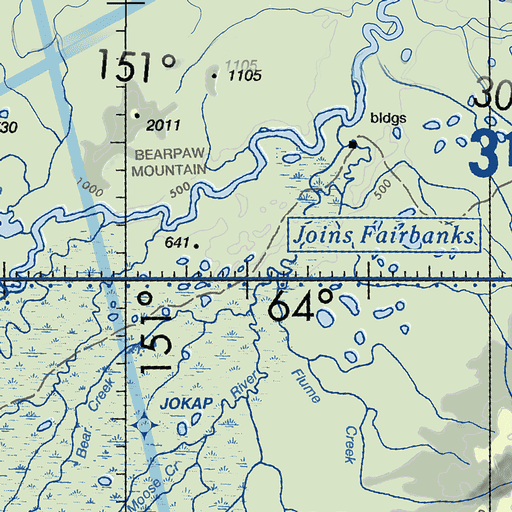 151°
1105
1105
30
bldgs
30
2011
31
BEARPAW
MOUNTAIN
1000
500
500
641
Joins Fairbanks
151°
64°
River
Flume
Creek
JOKAP
Bear Creek
Moose Cr